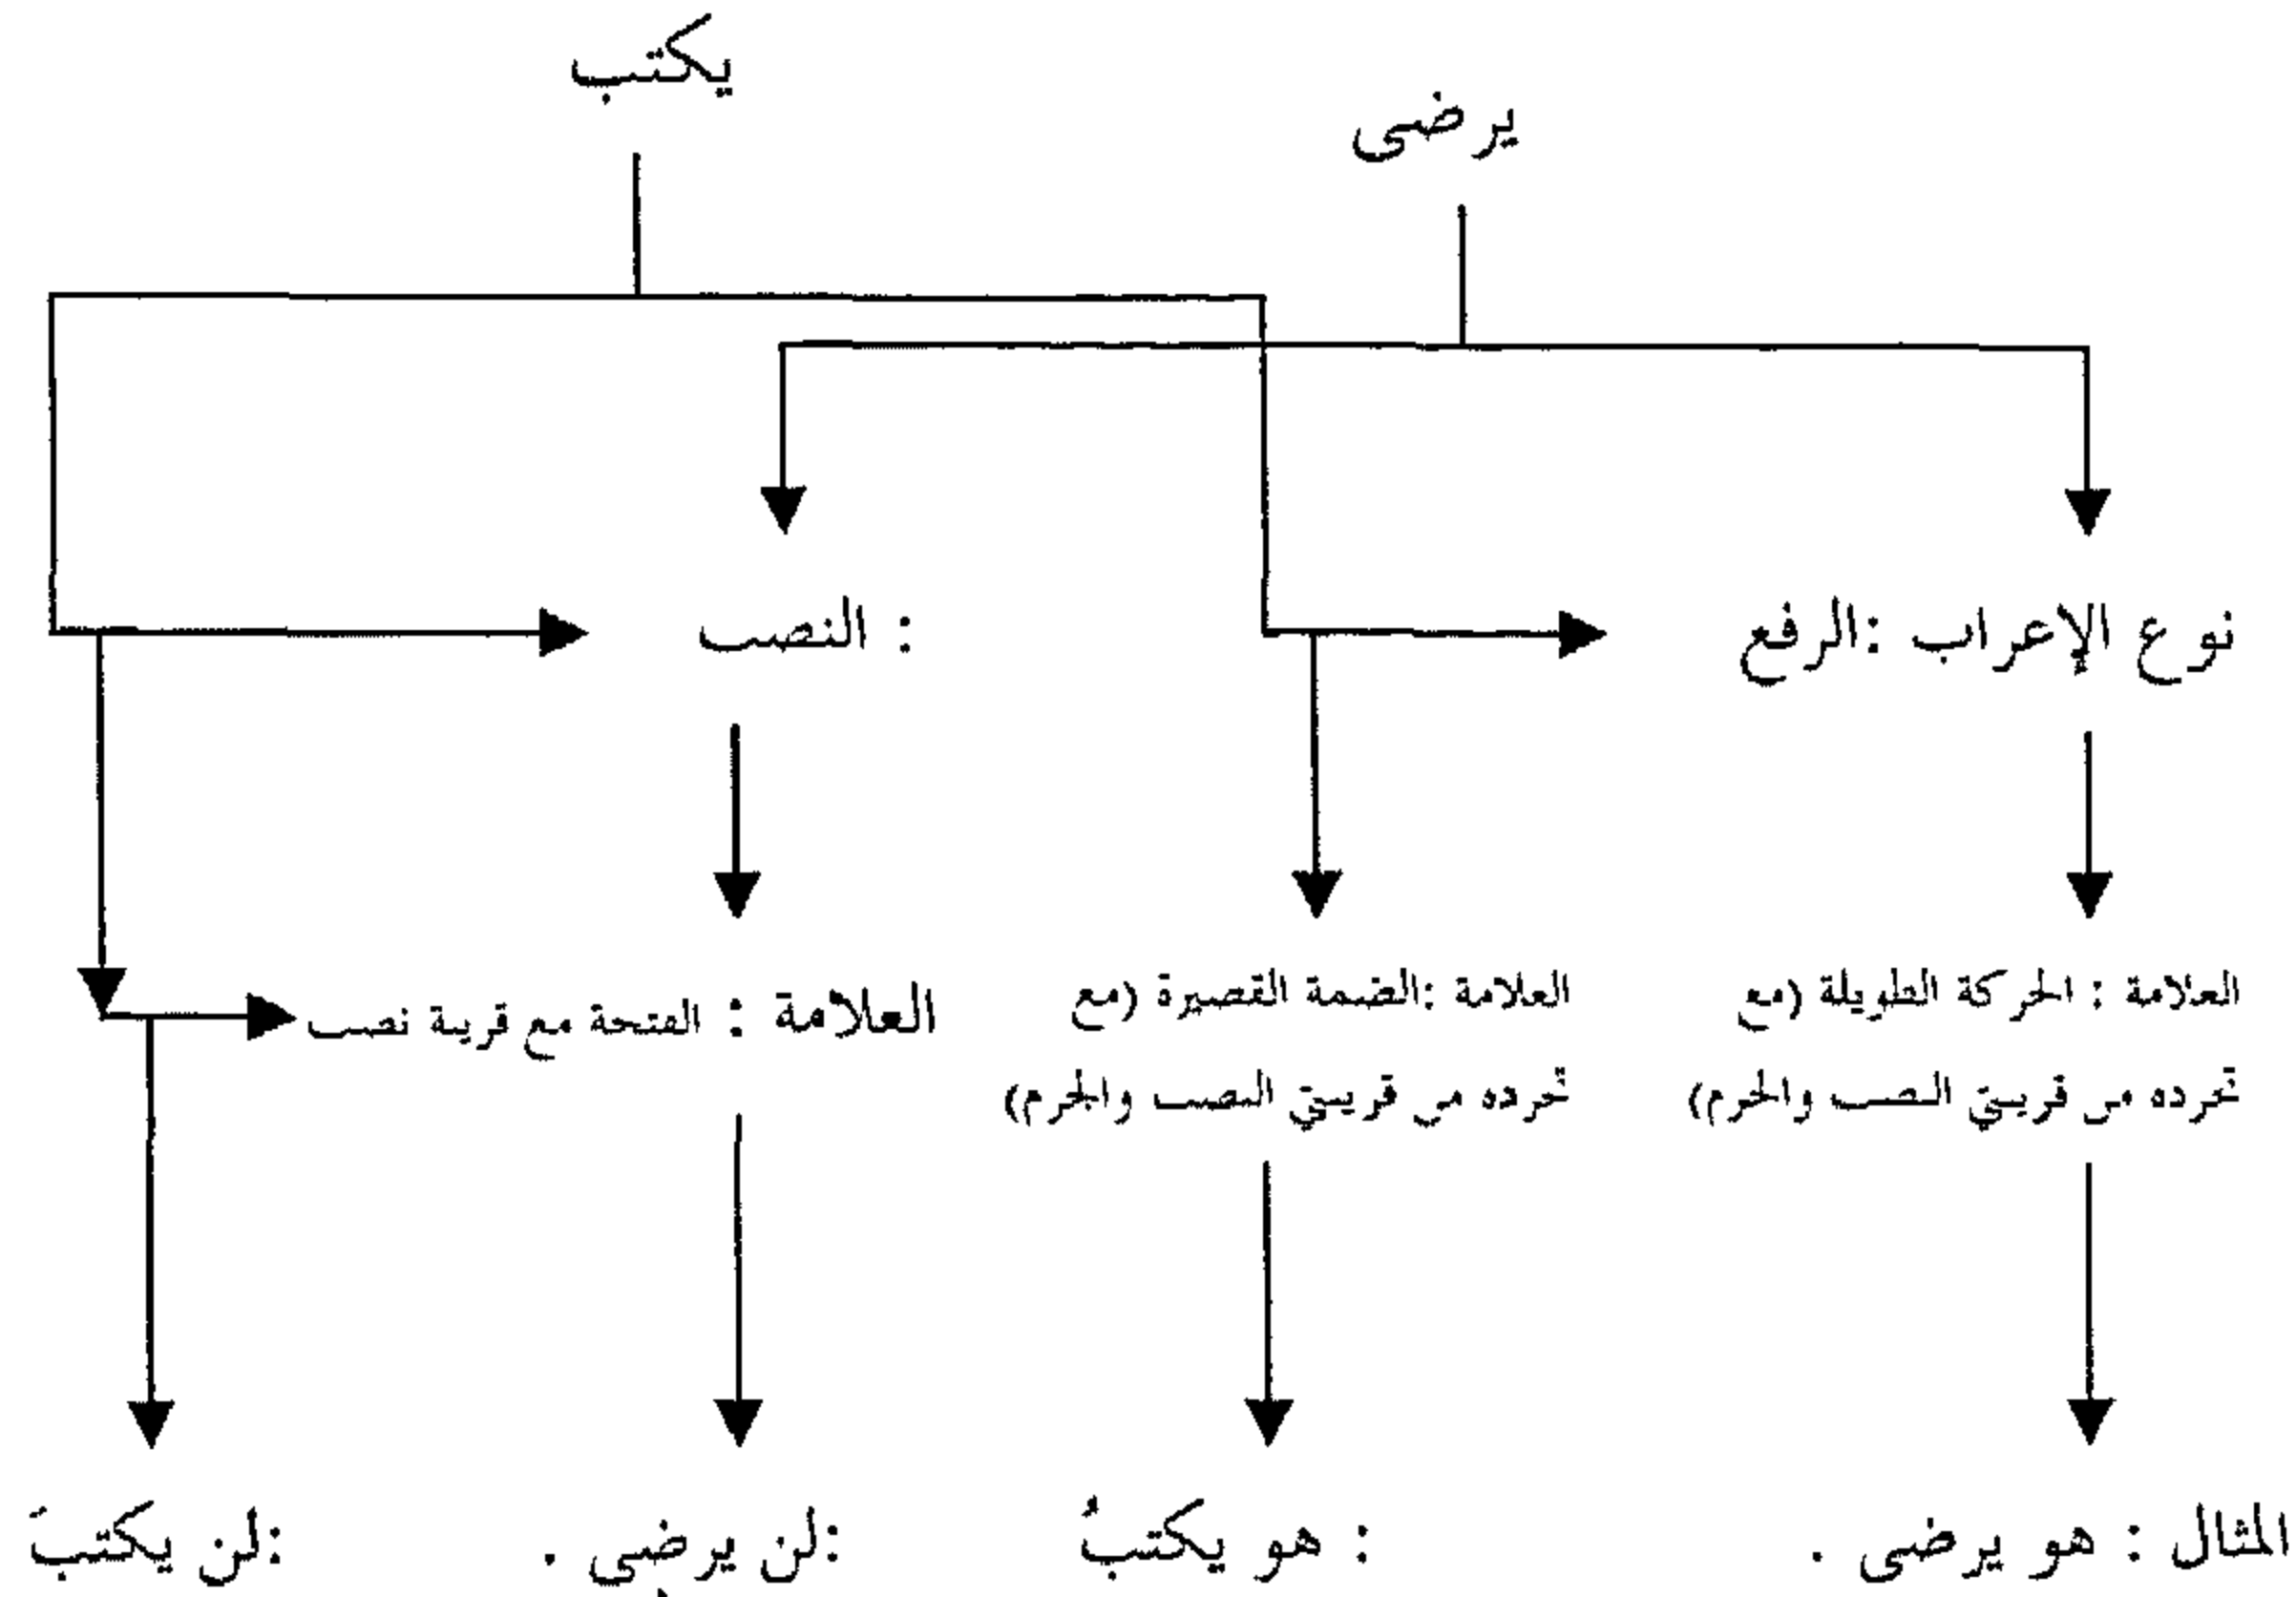 يكتب
يرضى
نوع الإعراب :الرفع
: النصب
العلامة : الحركة الطويلة (مع
تجرده من قرينتي النصب والجزم)
العلامة :الضمة القصيرة (مع
تجرده من قرينتي النصب والجزم)
العلامة : الفتحة مع قرينة نصب
المثال : هو يرضى .
: هو يكتبُ
:لن يرضى .
:لن يكتبَ